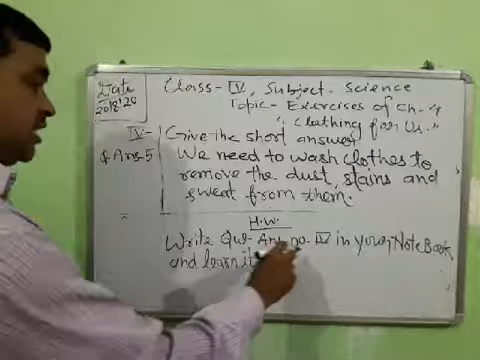 Date
20|8|20
Class- IV, Subject- Science
Topic- Exercises of Ch- 4
"Clothing for Us."
IV- Give the short answer
& Ans-5 We need to wash clothes to
remove the dust, stains and
sweat from them.
H.W.
Write Que- Ans no- IV in your NoteBook
and learn it